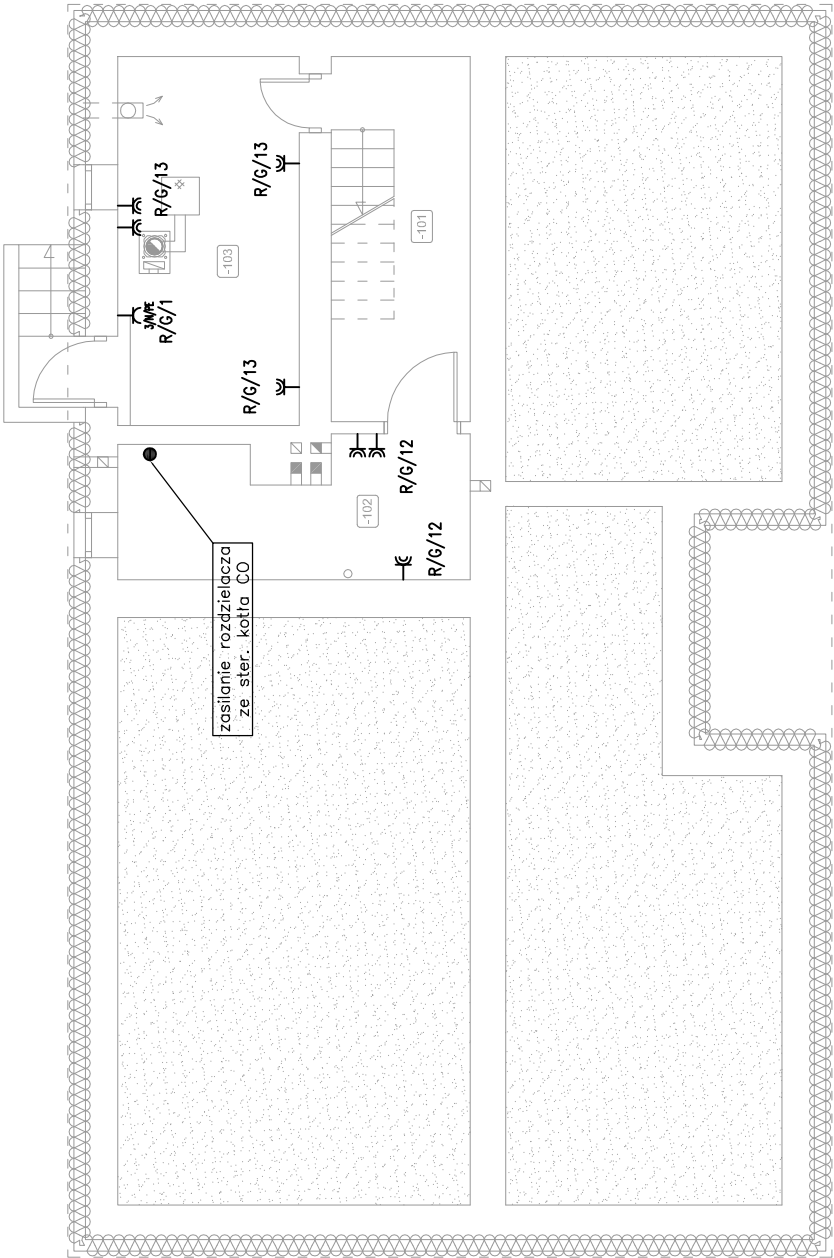 R/G/13
R/G/13
-101
-103
3/N/PE
R/G/1
R/G/13
R/G/12
-102
R/G/12
zasilanie rozdzielacza
ze ster. kotła CO